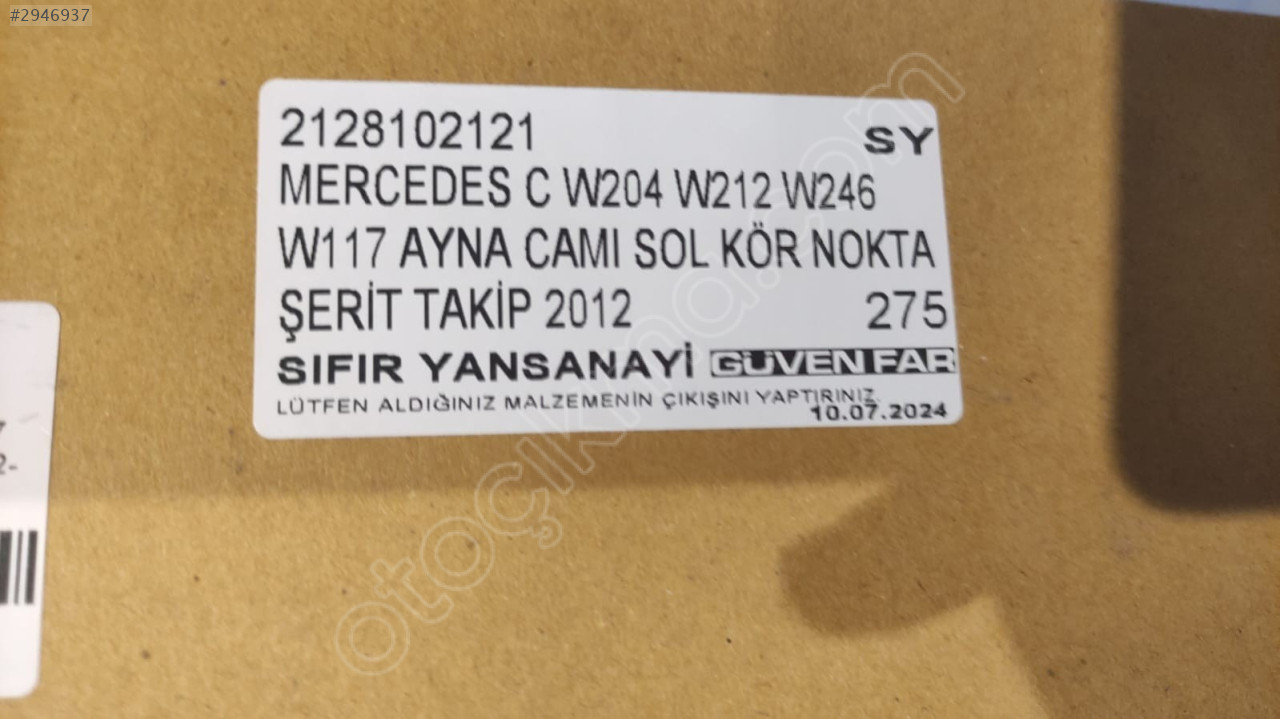 #2946937
2128102121 SY
MERCEDES C W204 W212 W246
W117 AYNA CAMI SOL KÖR NOKTA
ŞERİT TAKİP 2012 275
SIFIR YANSANAYİ GÜVEN FAR
LÜTFEN ALDIĞINIZ MALZEMENİN ÇIKIŞINI YAPTIRINIZ.
10.07.2024
otoçıkma.com
2-